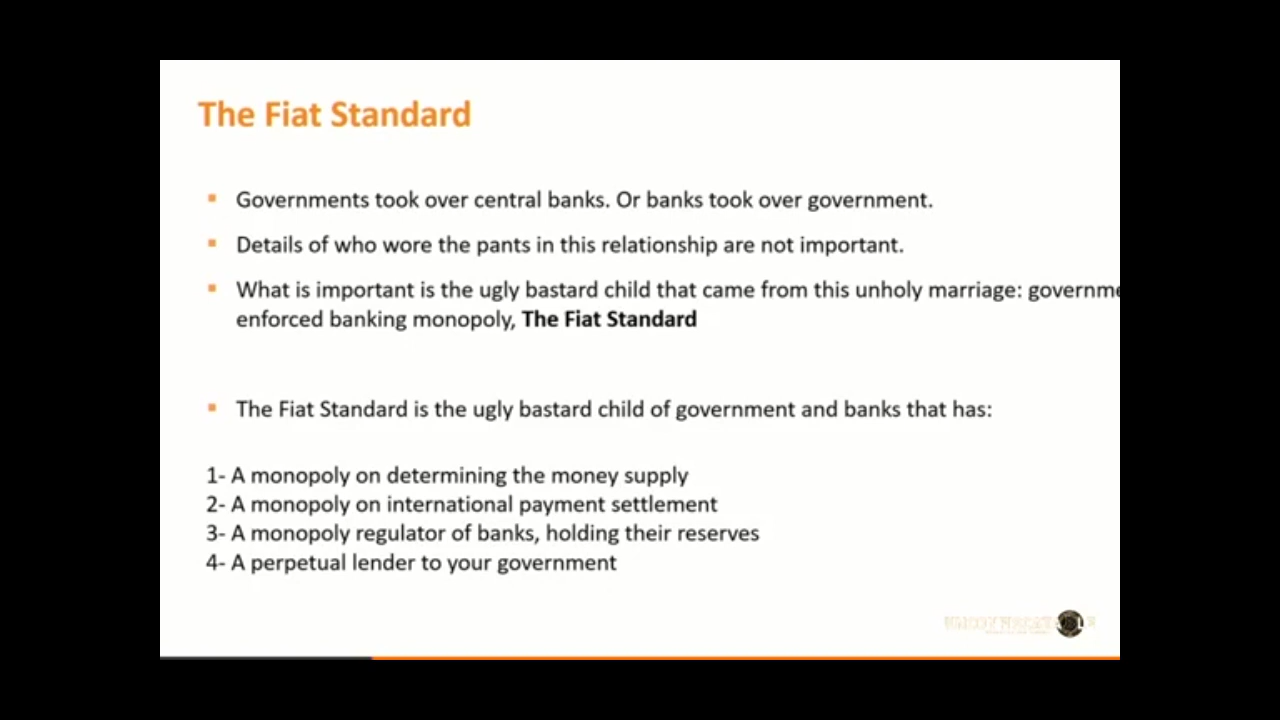 The Fiat Standard
Governments took over central banks. Or banks took over government.
Details of who wore the pants in this relationship are not important.
What is important is the ugly bastard child that came from this unholy marriage: governme
enforced banking monopoly, The Fiat Standard
The Fiat Standard is the ugly bastard child of government and banks that has:
1- A monopoly on determining the money supply
2- A monopoly on international payment settlement
3- A monopoly regulator of banks, holding their reserves
4- A perpetual lender to your government